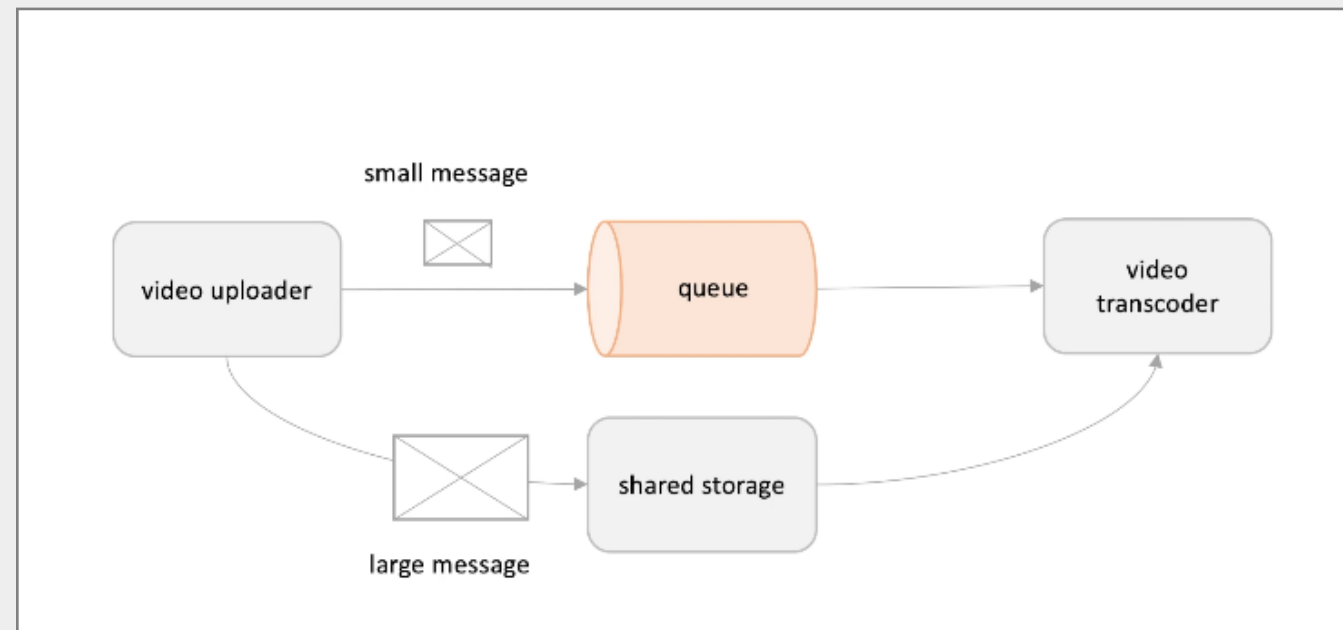 small message
video uploader
queue
video
transcoder
shared storage
large message